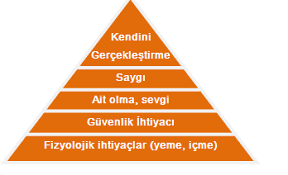 Kendini
Gerçekleştirme
Saygı
Ait olma, sevgi
Güvenlik İhtiyacı
Fizyolojik ihtiyaçlar (yeme, içme)